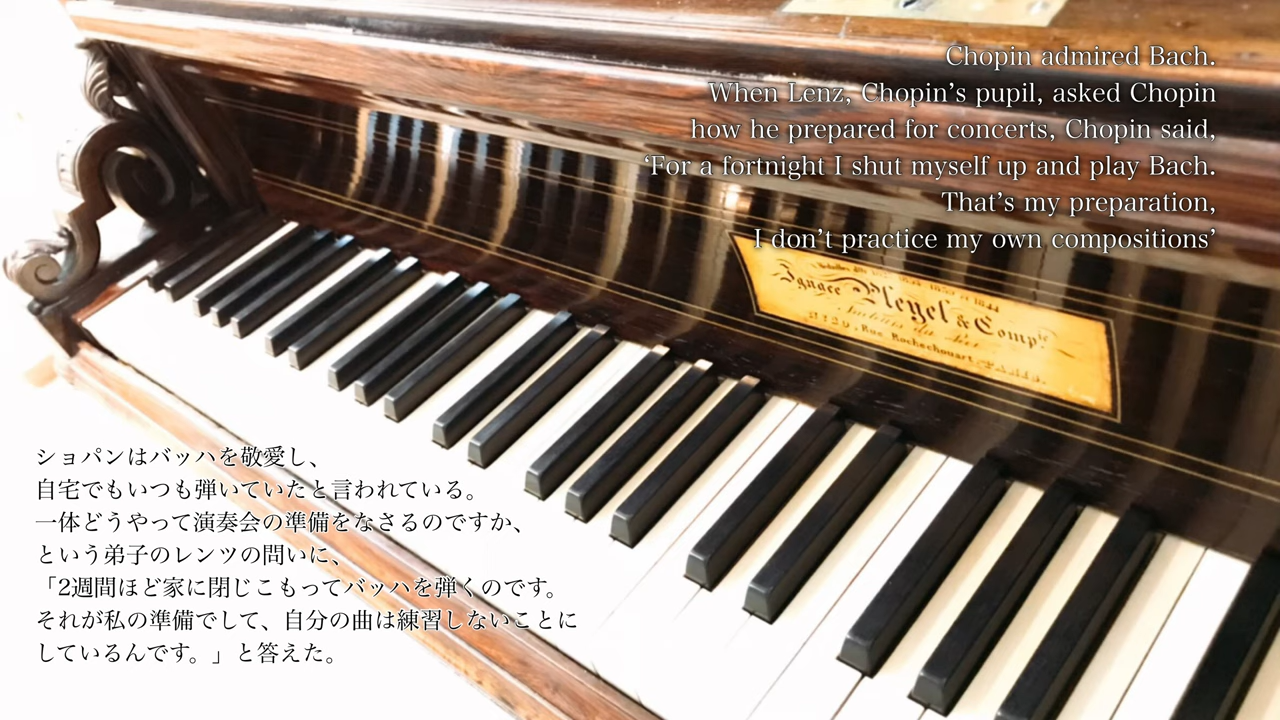 Chopin admired Bach.
When Lenz, Chopin’s pupil, asked Chopin
how he prepared for concerts, Chopin said,
‘For a fortnight I shut myself up and play Bach.
That’s my preparation,
I don’t practice my own compositions’
Ignace Pleyel & Compie.
Rue Rochechouart
ショパンはバッハを敬愛し、
自宅でもいつも弾いていたと言われている。
一体どうやって演奏会の準備をなさるのですか、
という弟子のレンツの問いに、
「2週間ほど家に閉じこもってバッハを弾くのです。
それが私の準備でして、自分の曲は練習しないことに
しているんです。」と答えた。